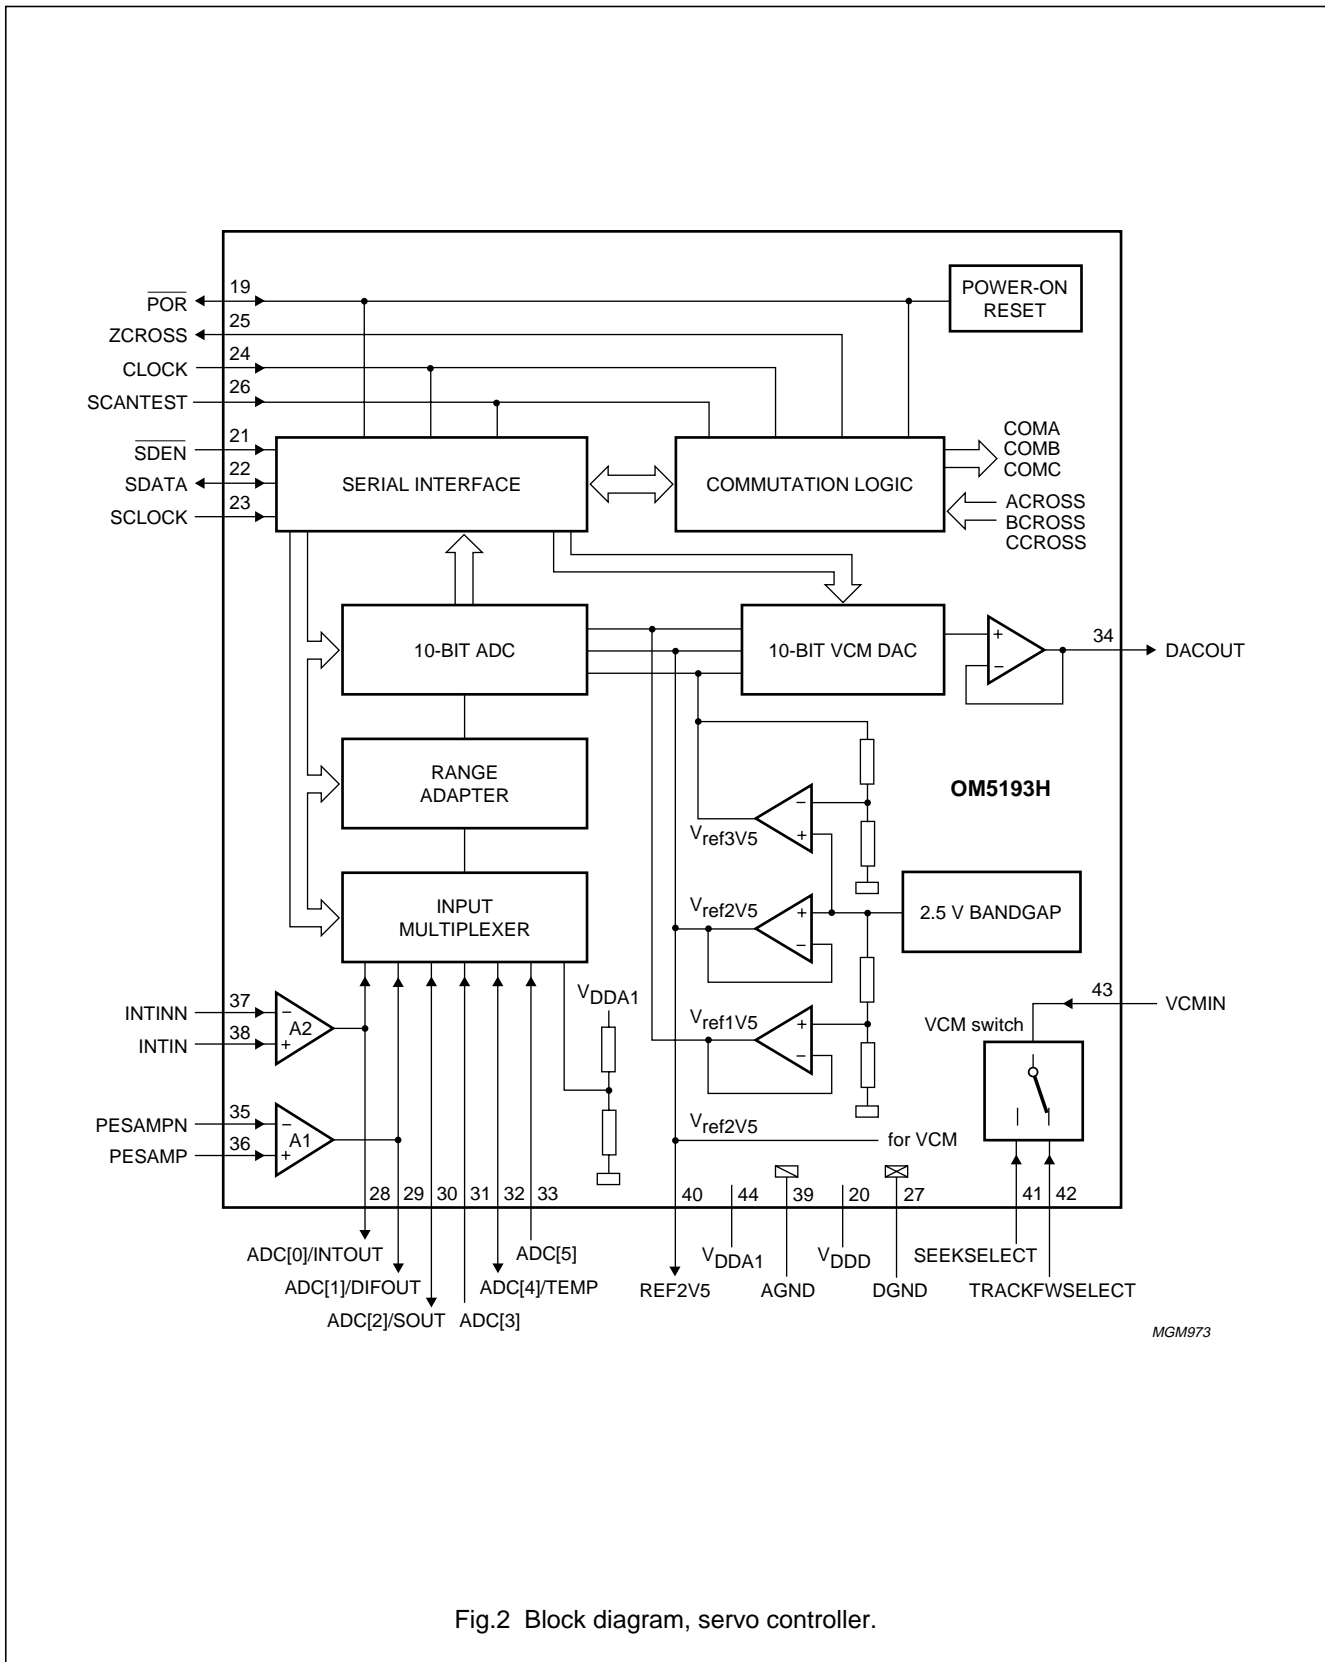 19
POR
POWER-ON
RESET
25
ZCROSS
24
CLOCK
26
SCANTEST
21
SDEN
22
SDATA
23
SCLOCK
SERIAL INTERFACE
COMMUTATION LOGIC
COMA
COMB
COMC
ACROSS
BCROSS
CCROSS
10-BIT ADC
10-BIT VCM DAC
+
−
34
DACOUT
RANGE
ADAPTER
OM5193H
−
+
Vref3V5
INPUT
MULTIPLEXER
Vref2V5
+
−
2.5 V BANDGAP
37
INTINN
38
INTIN
−
+
A2
VDDA1
Vref1V5
+
−
43
VCMIN
VCM switch
35
PESAMPN
36
PESAMP
−
+
A1
Vref2V5
for VCM
28 29 30 31 32 33 40 44 39 20 27 41 42
ADC[0]/INTOUT
ADC[5]
VDDA1
VDDD
SEEKSELECT
ADC[1]/DIFOUT
ADC[4]/TEMP
REF2V5
AGND
DGND
TRACKFWSELECT
ADC[2]/SOUT
ADC[3]
MGM973
Fig.2 Block diagram, servo controller.